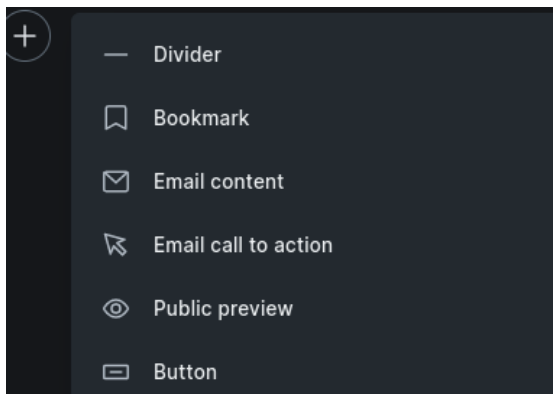 Divider
Bookmark
Email content
Email call to action
Public preview
Button